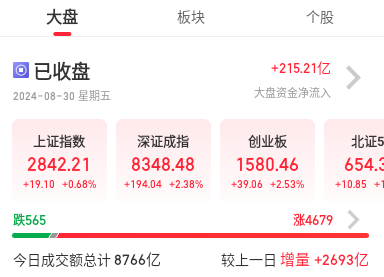 大盘 板块 个股
已收盘 +215.21亿
2024-08-30 星期五 大盘资金净流入
上证指数 深证成指 创业板 北证5
2842.21 8348.48 1580.46 654.3
+19.10 +0.68% +194.04 +2.38% +39.06 +2.53% +10.85 +1
跌565 涨4679
今日成交额总计 8766亿 较上一日 增量 +2693亿